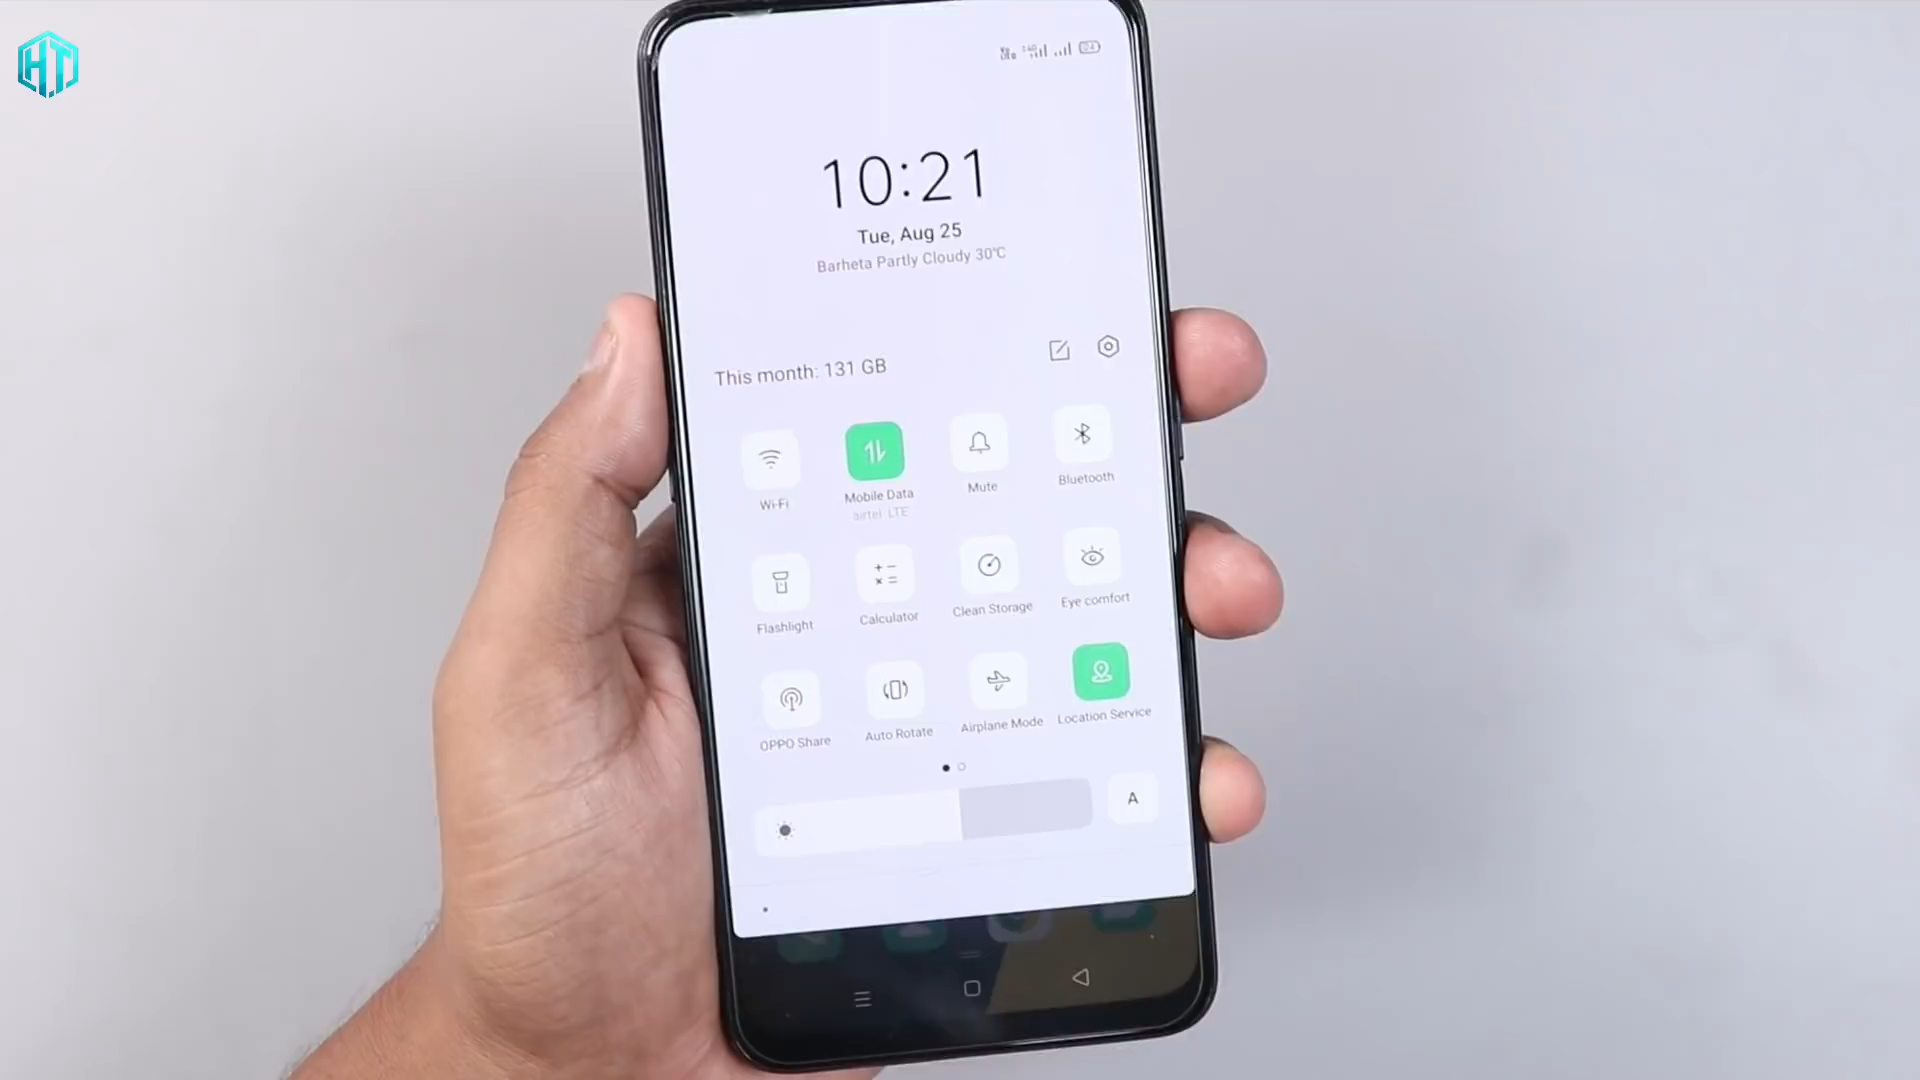 HT
10:21
Tue, Aug 25
Barheta Partly Cloudy 30°C
This month: 131 GB
Wi-Fi
Mobile Data
airtel LTE
Mute
Bluetooth
Flashlight
Calculator
Clean Storage
Eye comfort
OPPO Share
Auto Rotate
Airplane Mode
Location Service
A